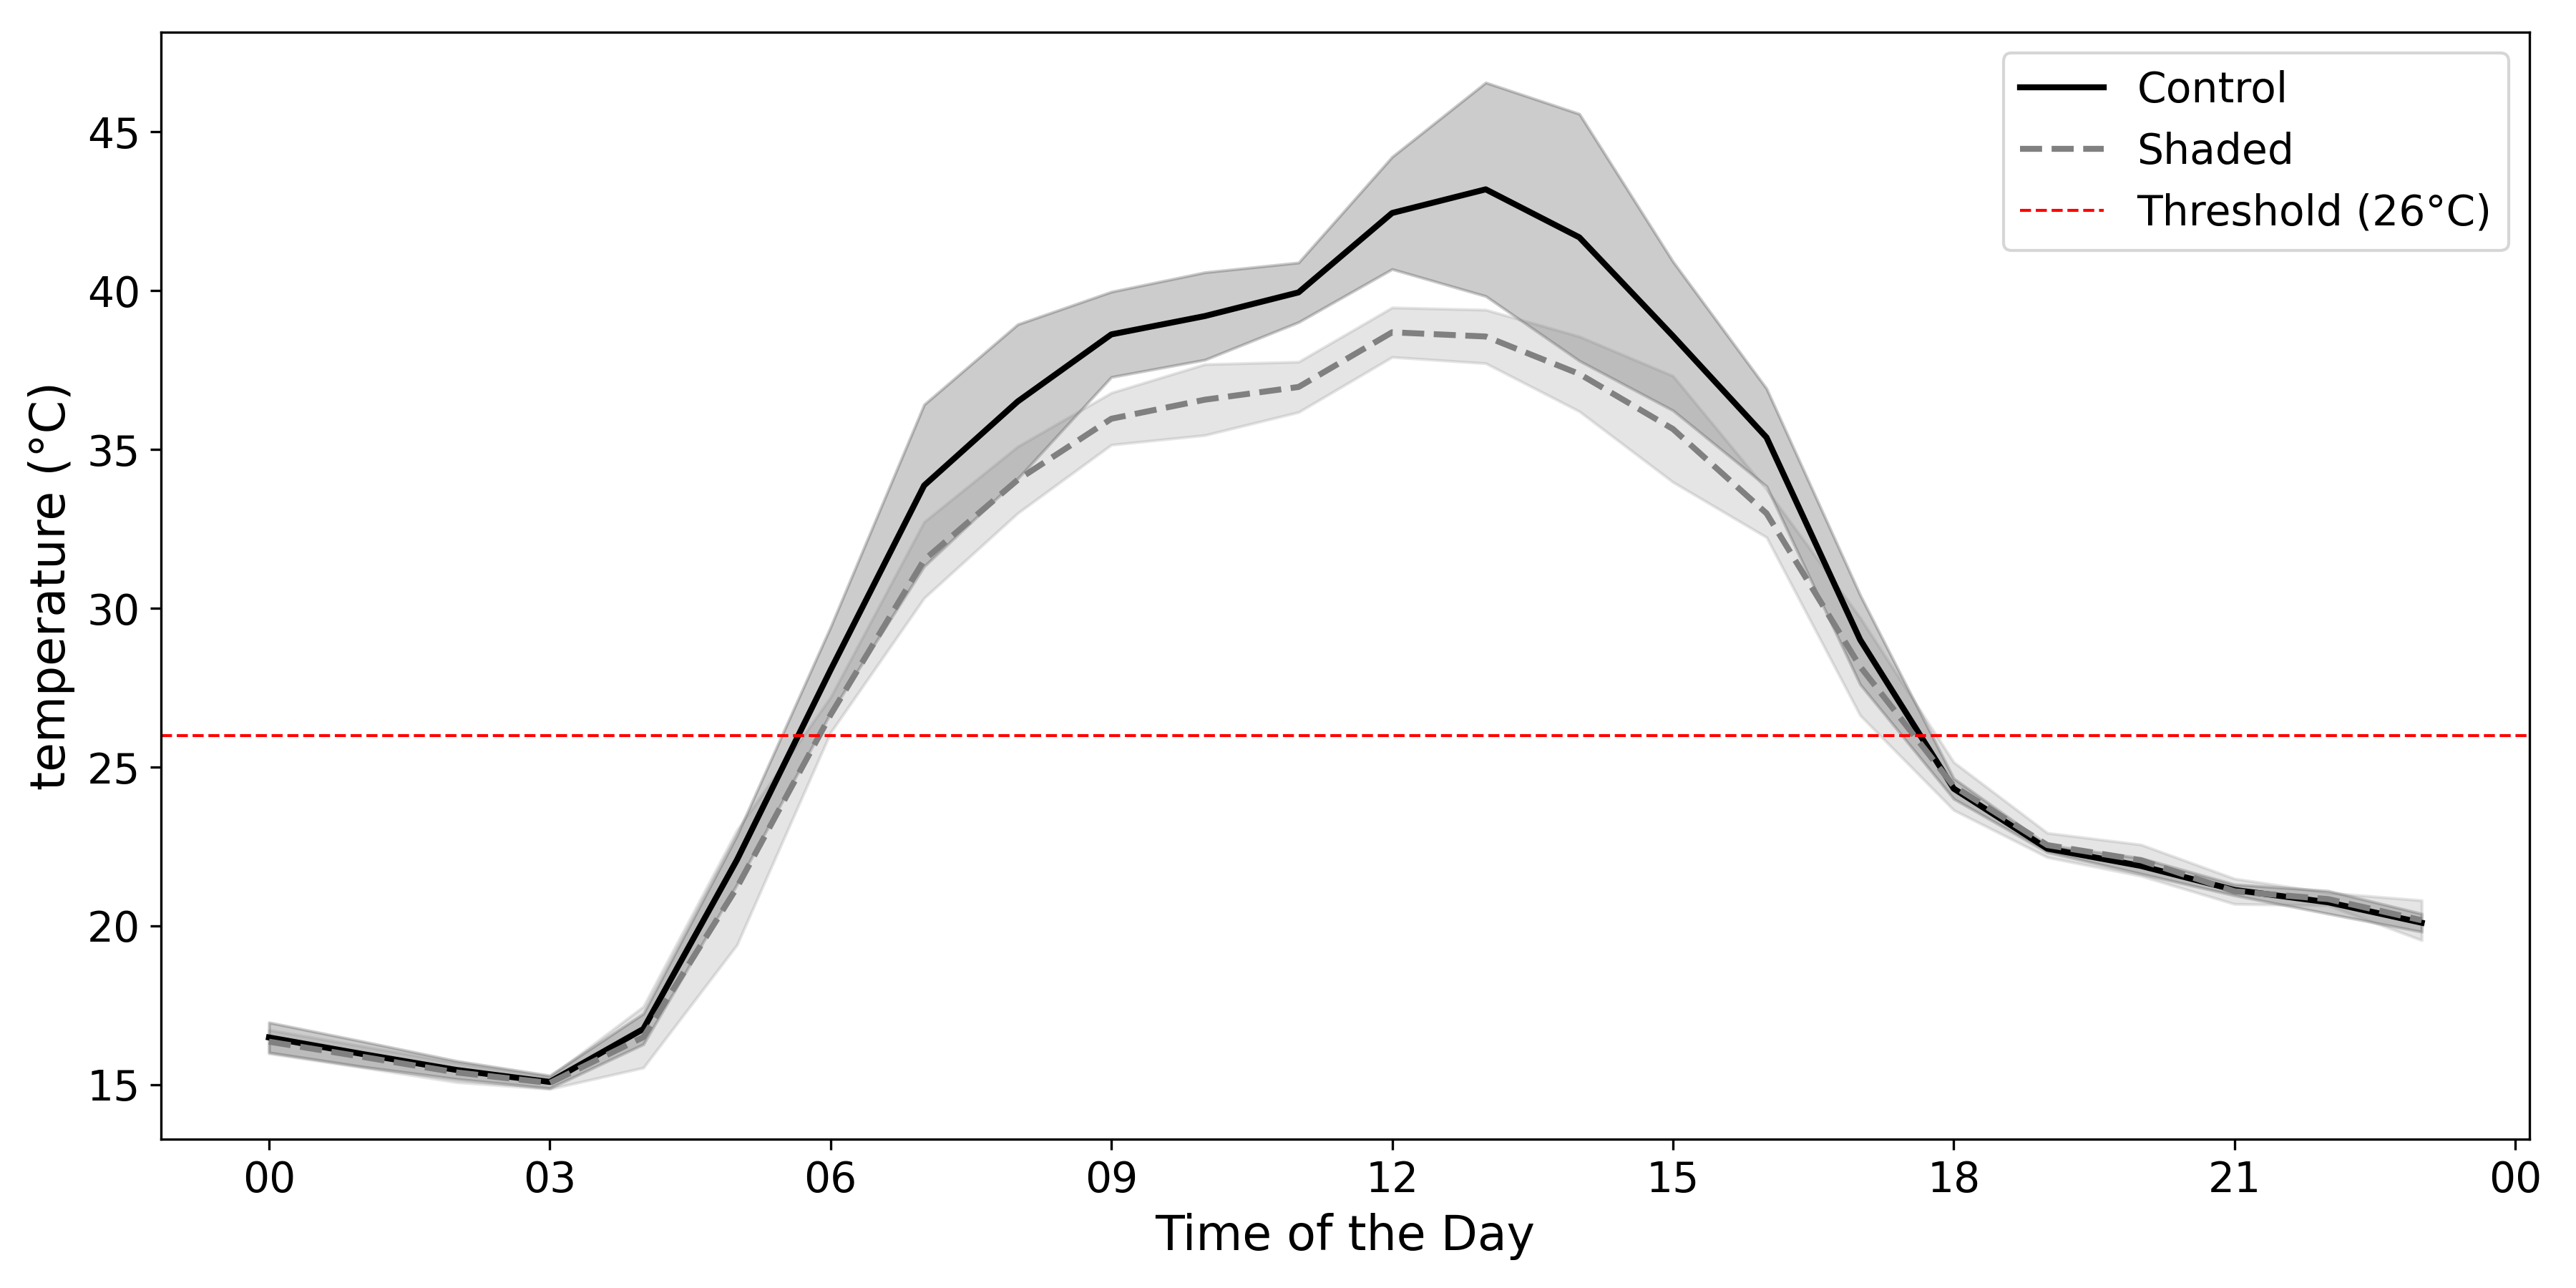 Control
Shaded
Threshold (26°C)
temperature (°C)
45
40
35
30
25
20
15
00 03 06 09 12 15 18 21 00
Time of the Day